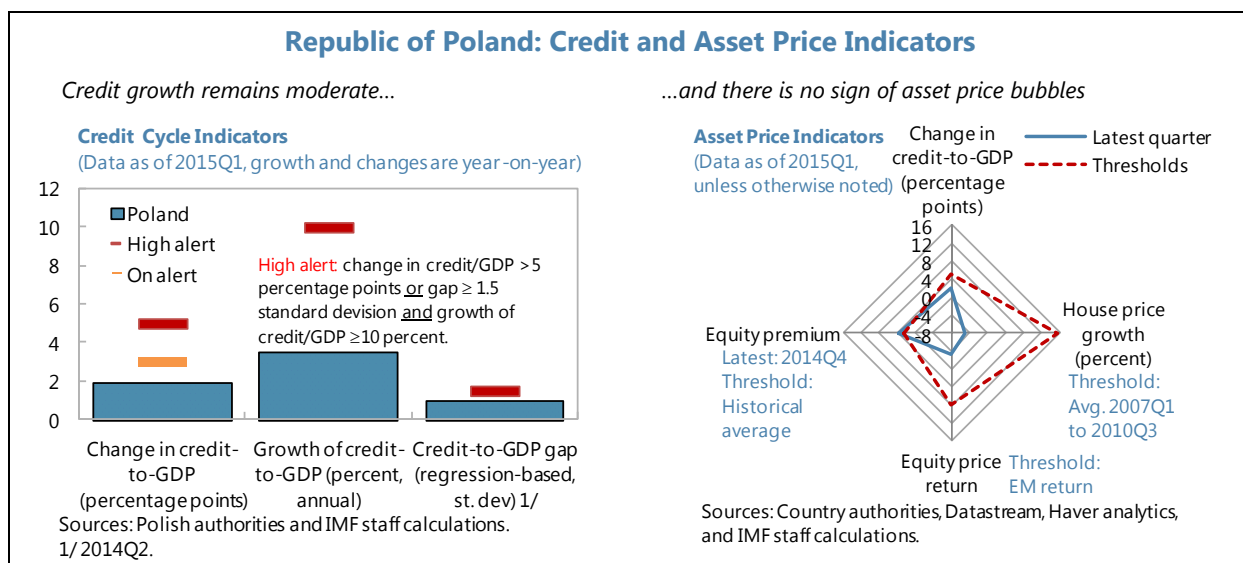 Republic of Poland: Credit and Asset Price Indicators
Credit growth remains moderate...
Credit Cycle Indicators
(Data as of 2015Q1, growth and changes are year-on-year)
12
10
8
6
4
2
0
Poland
High alert
On alert
High alert: change in credit/GDP >5
percentage points or gap ≥ 1.5
standard devision and growth of
credit/GDP ≥10 percent.
Change in credit-
to-GDP
(percentage points)
Growth of credit-
to-GDP (percent,
annual)
Credit-to-GDP gap
(regression-based,
st. dev) 1/
Sources: Polish authorities and IMF staff calculations.
1/ 2014Q2.
...and there is no sign of asset price bubbles
Asset Price Indicators
(Data as of 2015Q1,
unless otherwise noted)
Change in
credit-to-GDP
(percentage
points)
Latest quarter
Thresholds
16
12
8
4
0
-4
-8
House price
growth
(percent)
Threshold:
Avg. 2007Q1
to 2010Q3
Equity premium
Latest: 2014Q4
Threshold:
Historical
average
Equity price
return
Threshold:
EM return
Sources: Country authorities, Datastream, Haver analytics,
and IMF staff calculations.